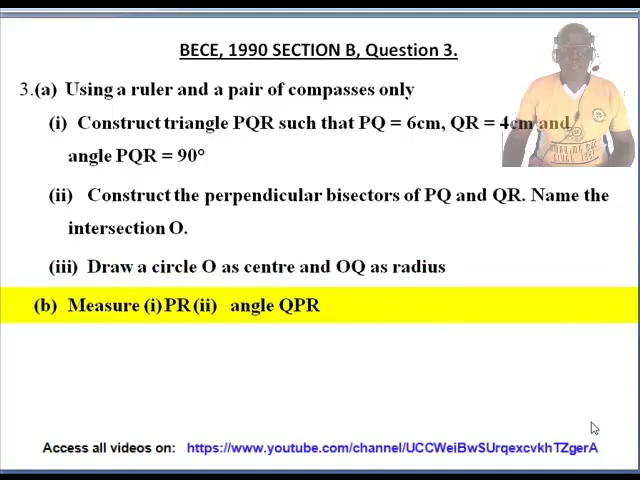 BECE, 1990 SECTION B, Question 3.
3.(a) Using a ruler and a pair of compasses only
(i) Construct triangle PQR such that PQ = 6cm, QR = 4cm and
angle PQR = 90°
(ii) Construct the perpendicular bisectors of PQ and QR. Name the
intersection O.
(iii) Draw a circle O as centre and OQ as radius
(b) Measure (i) PR (ii) angle QPR
Access all videos on: https://www.youtube.com/channel/UCCWeiBwSUrqexcvkhTZgerA